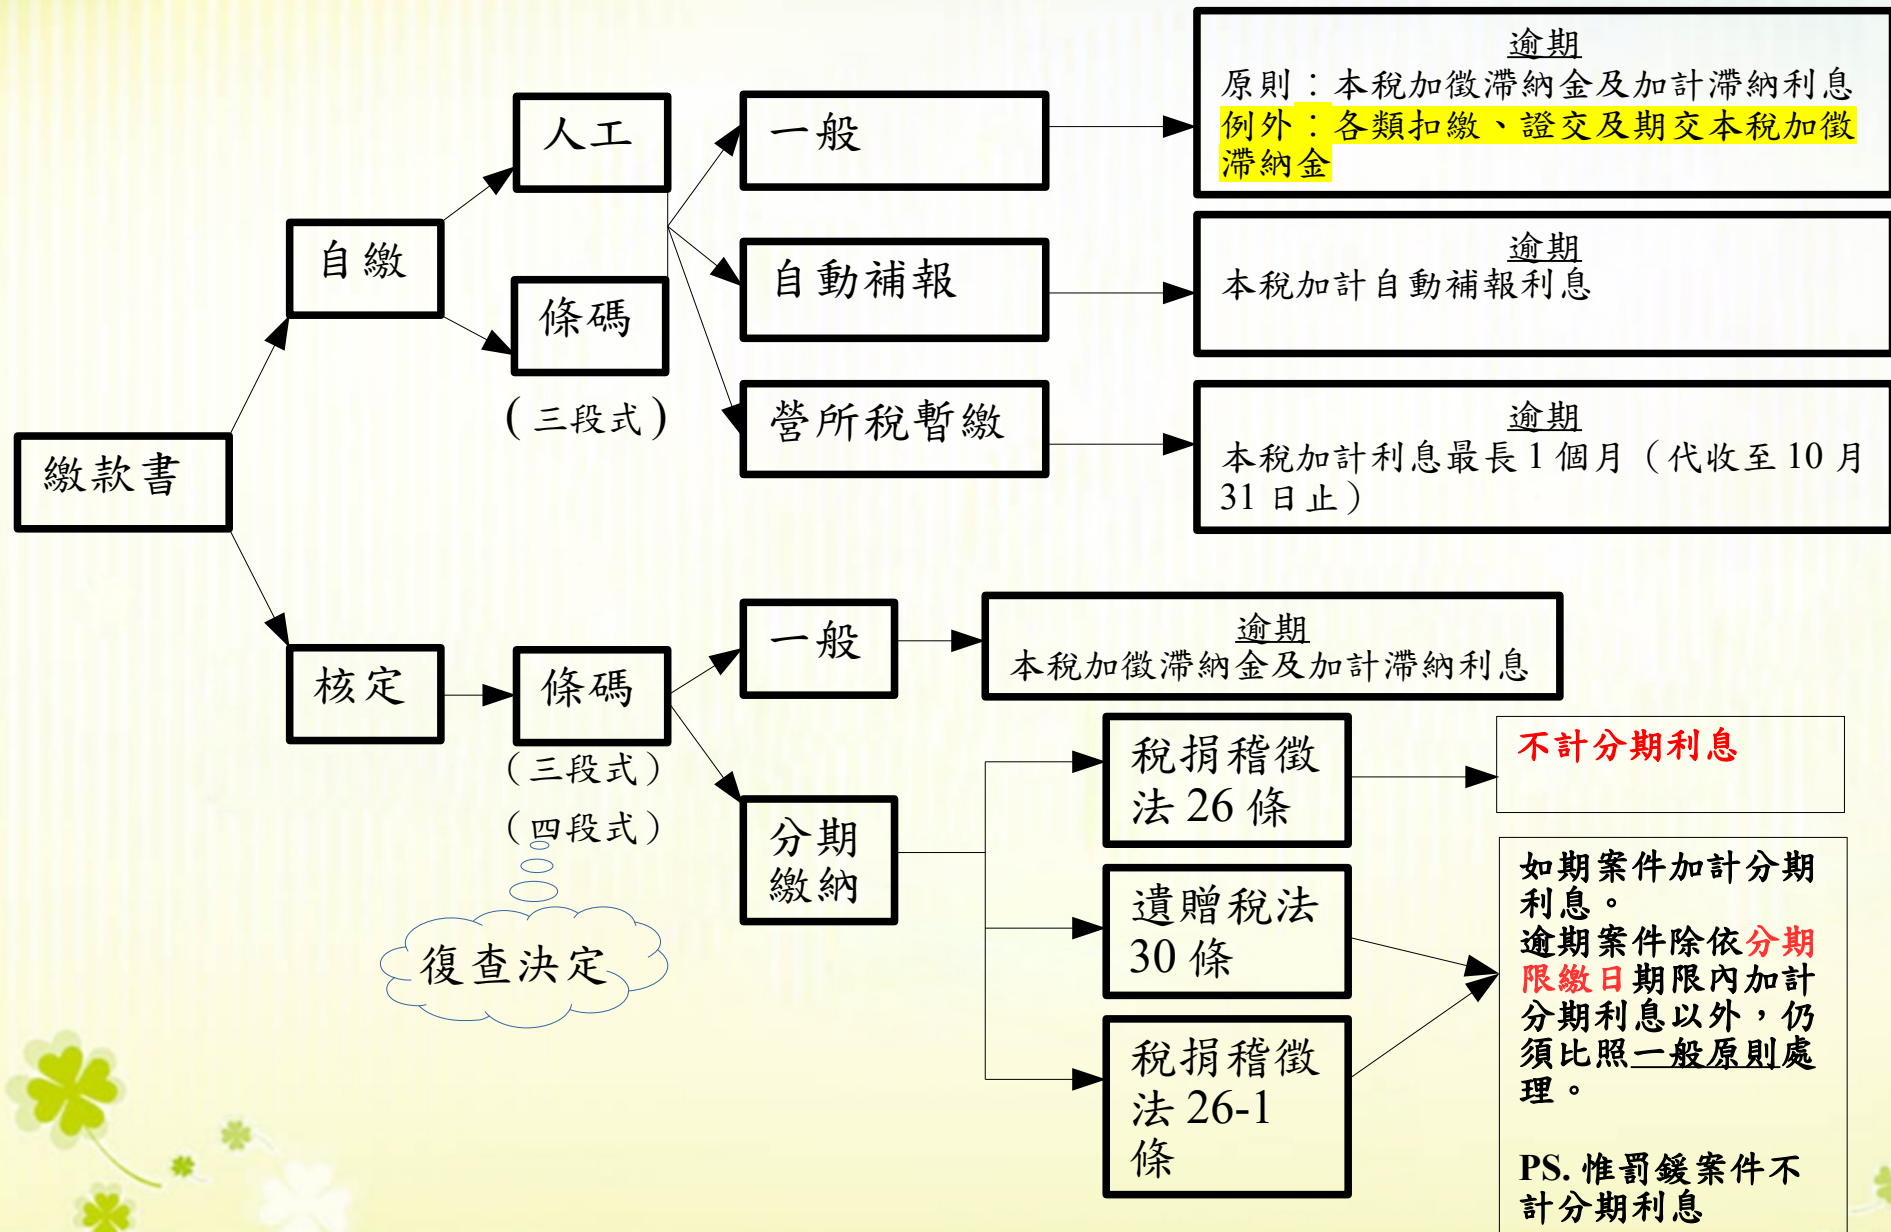 繳款書
自繳
人工
條碼
(三段式)
一般
逾期
原則：本稅加徵滯納金及加計滯納利息
例外：各類扣繳、證交及期交本稅加徵
滯納金
自動補報
逾期
本稅加計自動補報利息
營所稅暫繳
逾期
本稅加計利息最長1個月（代收至10月
31日止）
核定
條碼
（三段式）
（四段式）
復查決定
一般
逾期
本稅加徵滯納金及加計滯納利息
分期
繳納
稅捐稽徵
法26條
不計分期利息
遺贈稅法
30條
稅捐稽徵
法26-1
條
如期案件加計分期
利息。
逾期案件除依分期
限繳日期限內加計
分期利息以外，仍
須比照一般原則處
理。
PS.惟罰鍰案件不
計分期利息